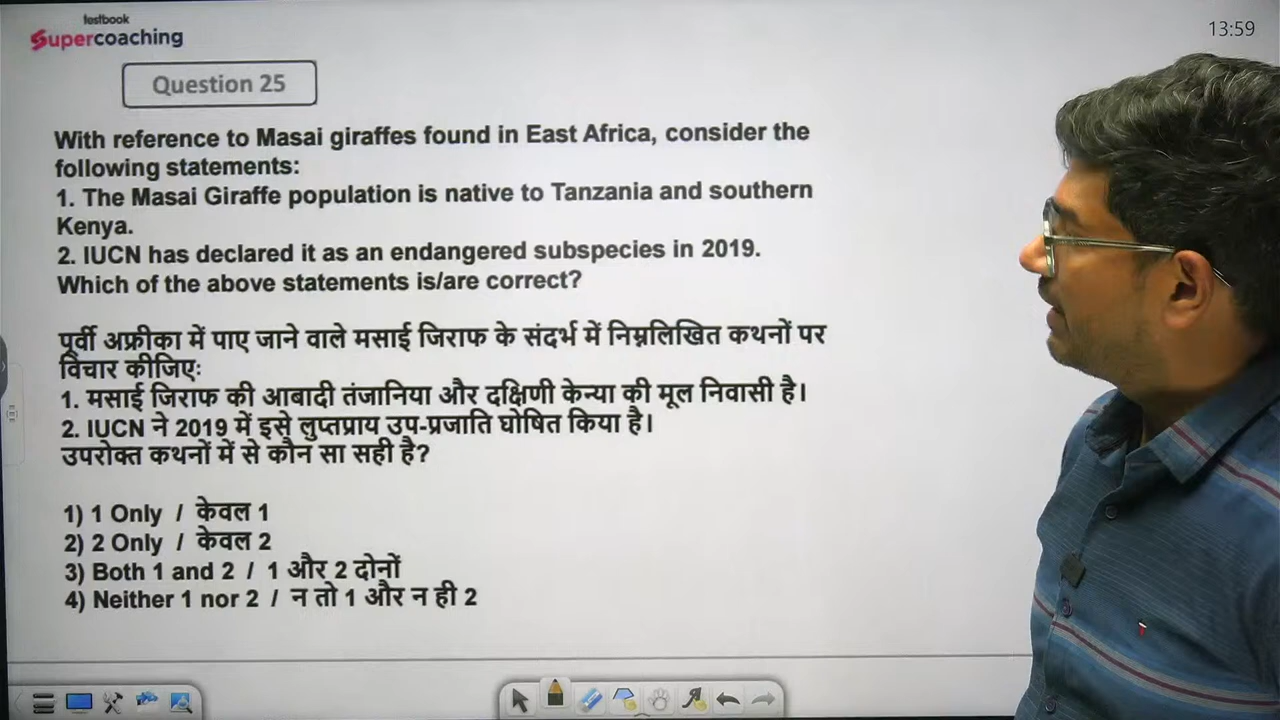 testbook
Supercoaching
13:59
Question 25
With reference to Masai giraffes found in East Africa, consider the
following statements:
1. The Masai Giraffe population is native to Tanzania and southern
Kenya.
2. IUCN has declared it as an endangered subspecies in 2019.
Which of the above statements is/are correct?
पूर्वी अफ्रीका में पाए जाने वाले मसाई जिराफ के संदर्भ में निम्नलिखित कथनों पर
विचार कीजिए:
1. मसाई जिराफ की आबादी तंजानिया और दक्षिणी केन्या की मूल निवासी है।
2. IUCN ने 2019 में इसे लुप्तप्राय उप-प्रजाति घोषित किया है।
उपरोक्त कथनों में से कौन सा सही है?
1) 1 Only / केवल 1
2) 2 Only / केवल 2
3) Both 1 and 2 / 1 और 2 दोनों
4) Neither 1 nor 2 / न तो 1 और न ही 2